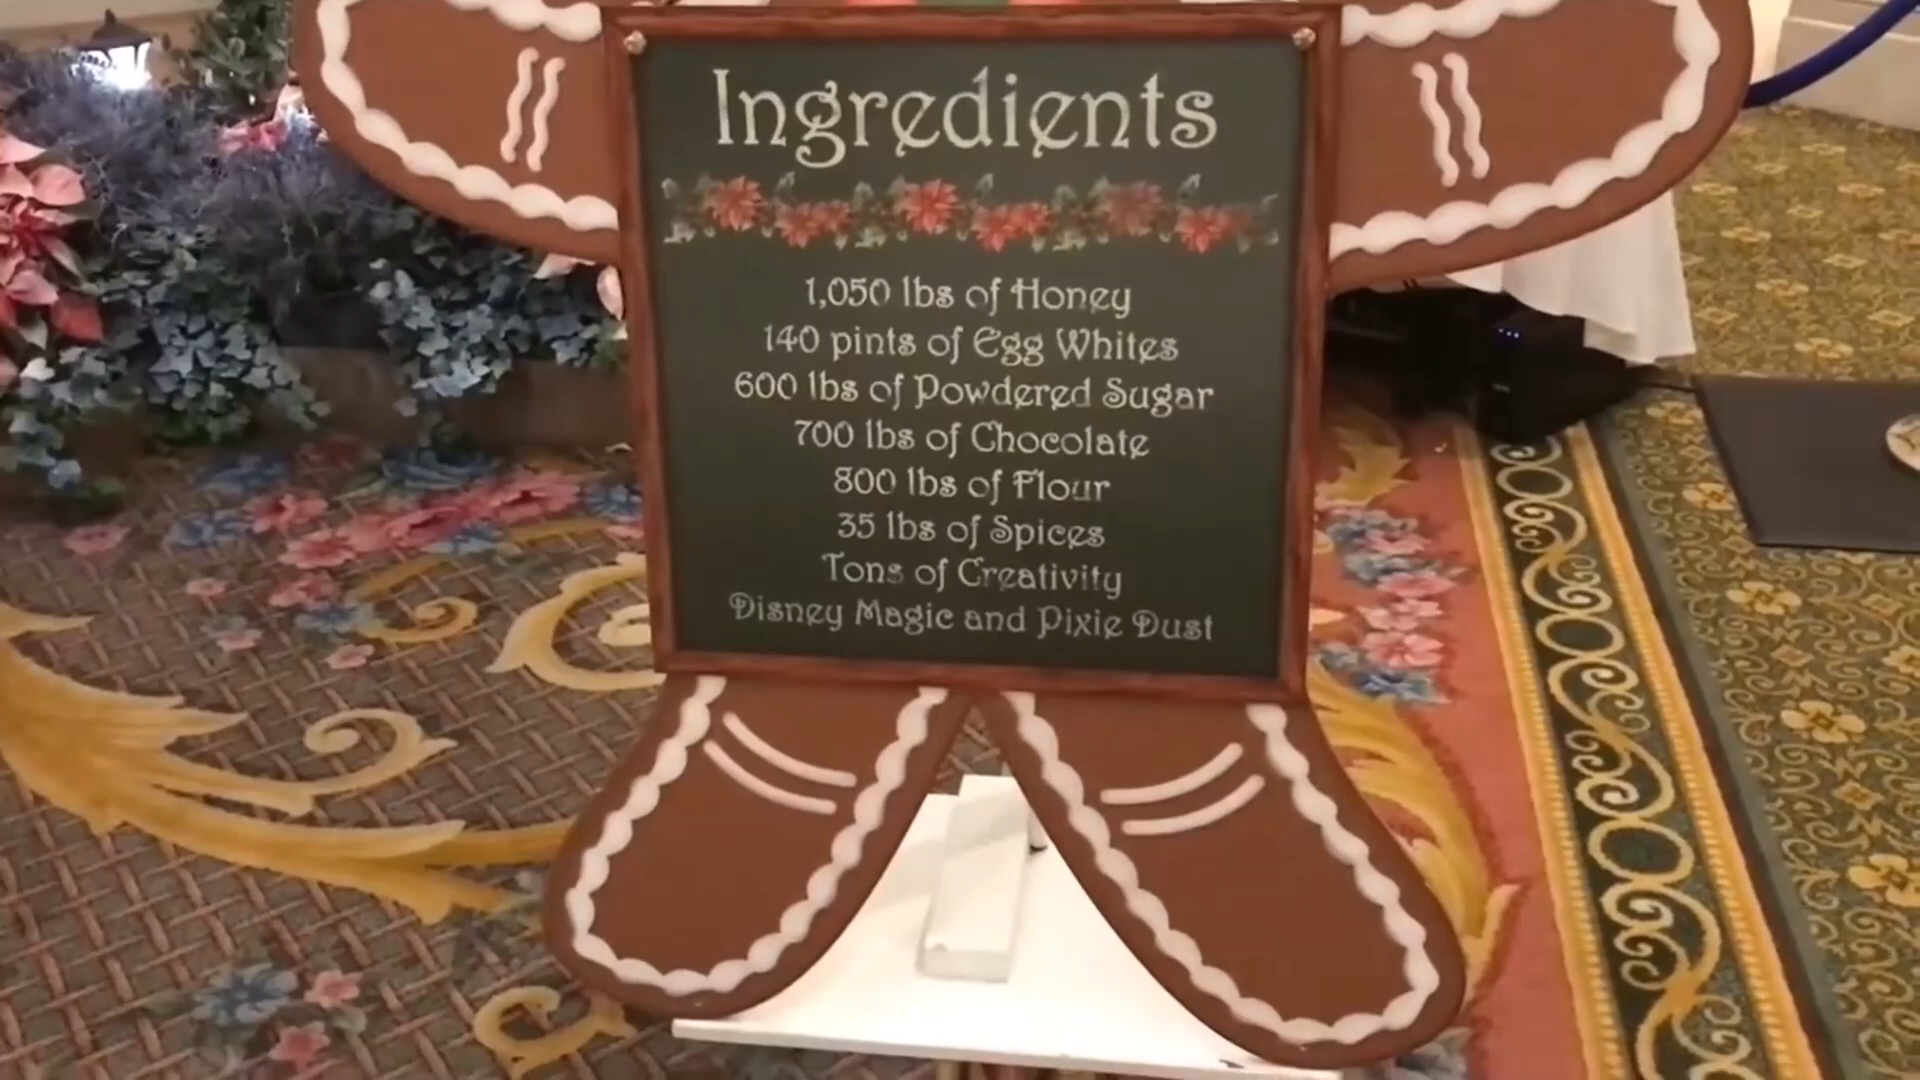 Ingredients
1,050 lbs of Honey
140 pints of Egg Whites
600 lbs of Powdered Sugar
700 lbs of Chocolate
800 lbs of Flour
35 lbs of Spices
Tons of Creativity
Disney Magic and Pixie Dust